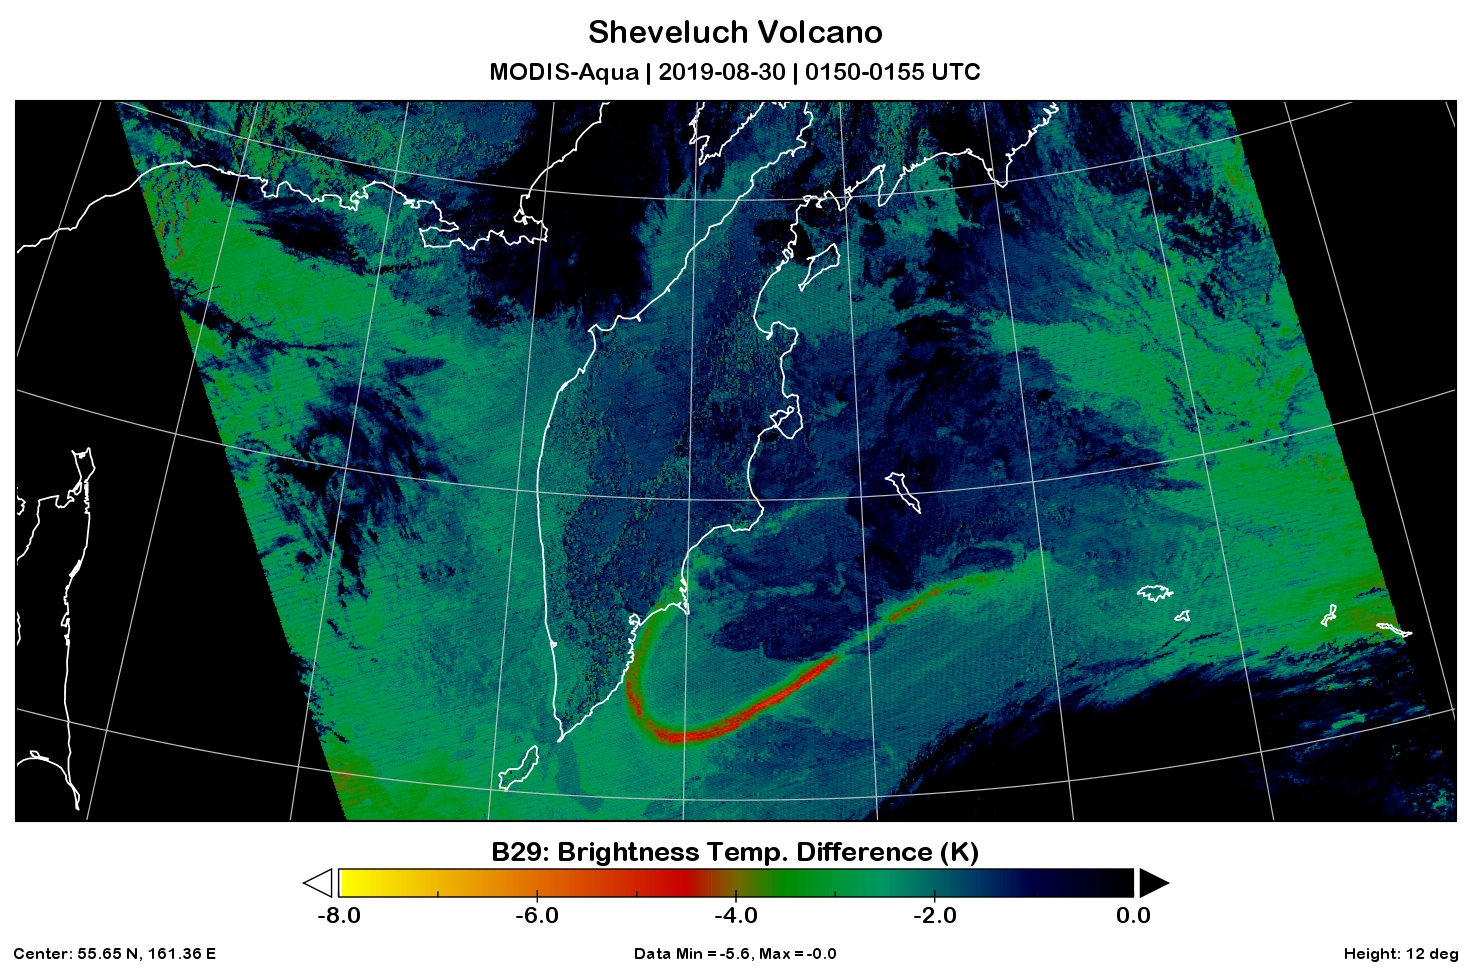 Sheveluch Volcano
MODIS-Aqua | 2019-08-30 | 0150-0155 UTC
B29: Brightness Temp. Difference (K)
-8.0 -6.0 -4.0 -2.0 0.0
Center: 55.65 N, 161.36 E Data Min = -5.6, Max = -0.0 Height: 12 deg